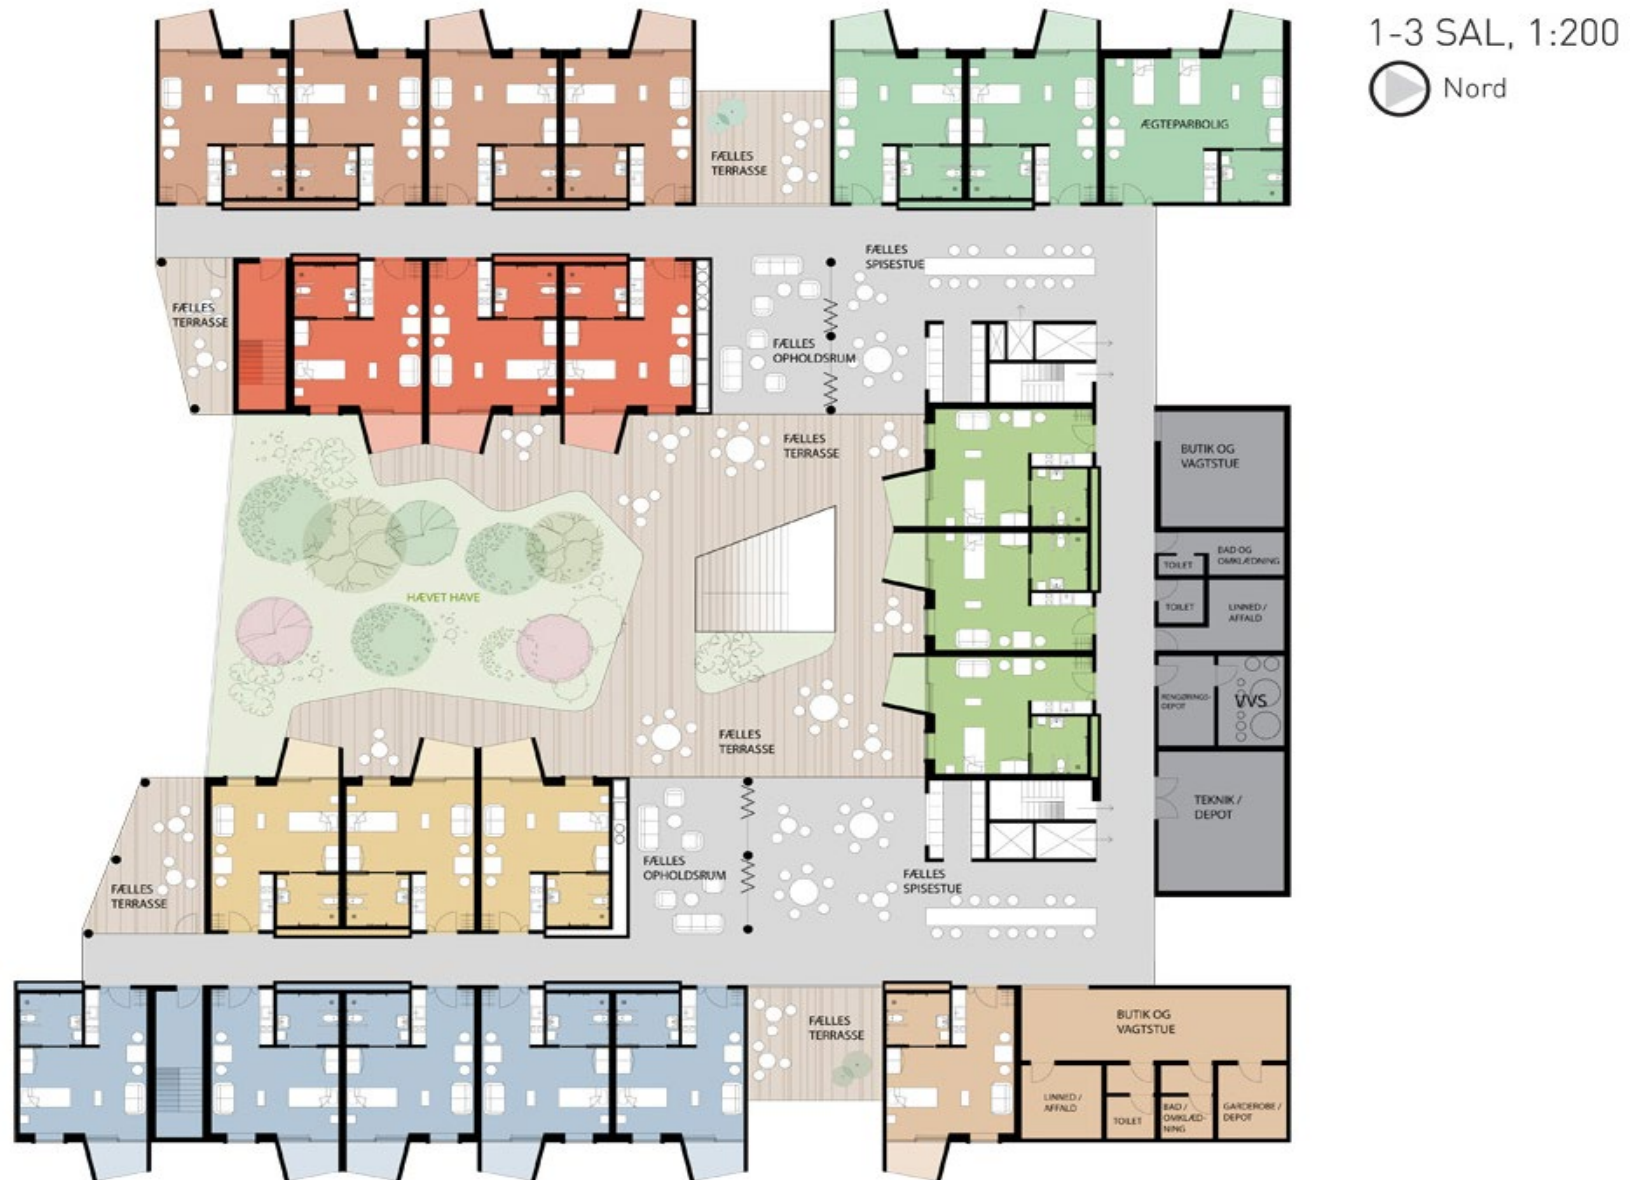 1-3 SAL, 1:200
Nord
ÆGTEPARBOLIG
FÆLLES
TERRASSE
FÆLLES
SPISESTUE
FÆLLES
TERRASSE
FÆLLES
OPHOLDSRUM
FÆLLES
TERRASSE
BUTIK OG
VAGTSTUE
BAD OG
OMKLÆDNING
TOILET
HÆVET HAVE
TOILET
LINNED /
AFFALD
RENGØRINGS-
DEPOT
VVS
FÆLLES
TERRASSE
TEKNIK /
DEPOT
FÆLLES
OPHOLDSRUM
FÆLLES
SPISESTUE
FÆLLES
TERRASSE
FÆLLES
TERRASSE
BUTIK OG
VAGTSTUE
LINNED /
AFFALD
TOILET
BAD /
OMKLÆD-
NING
GARDEROBE /
DEPOT